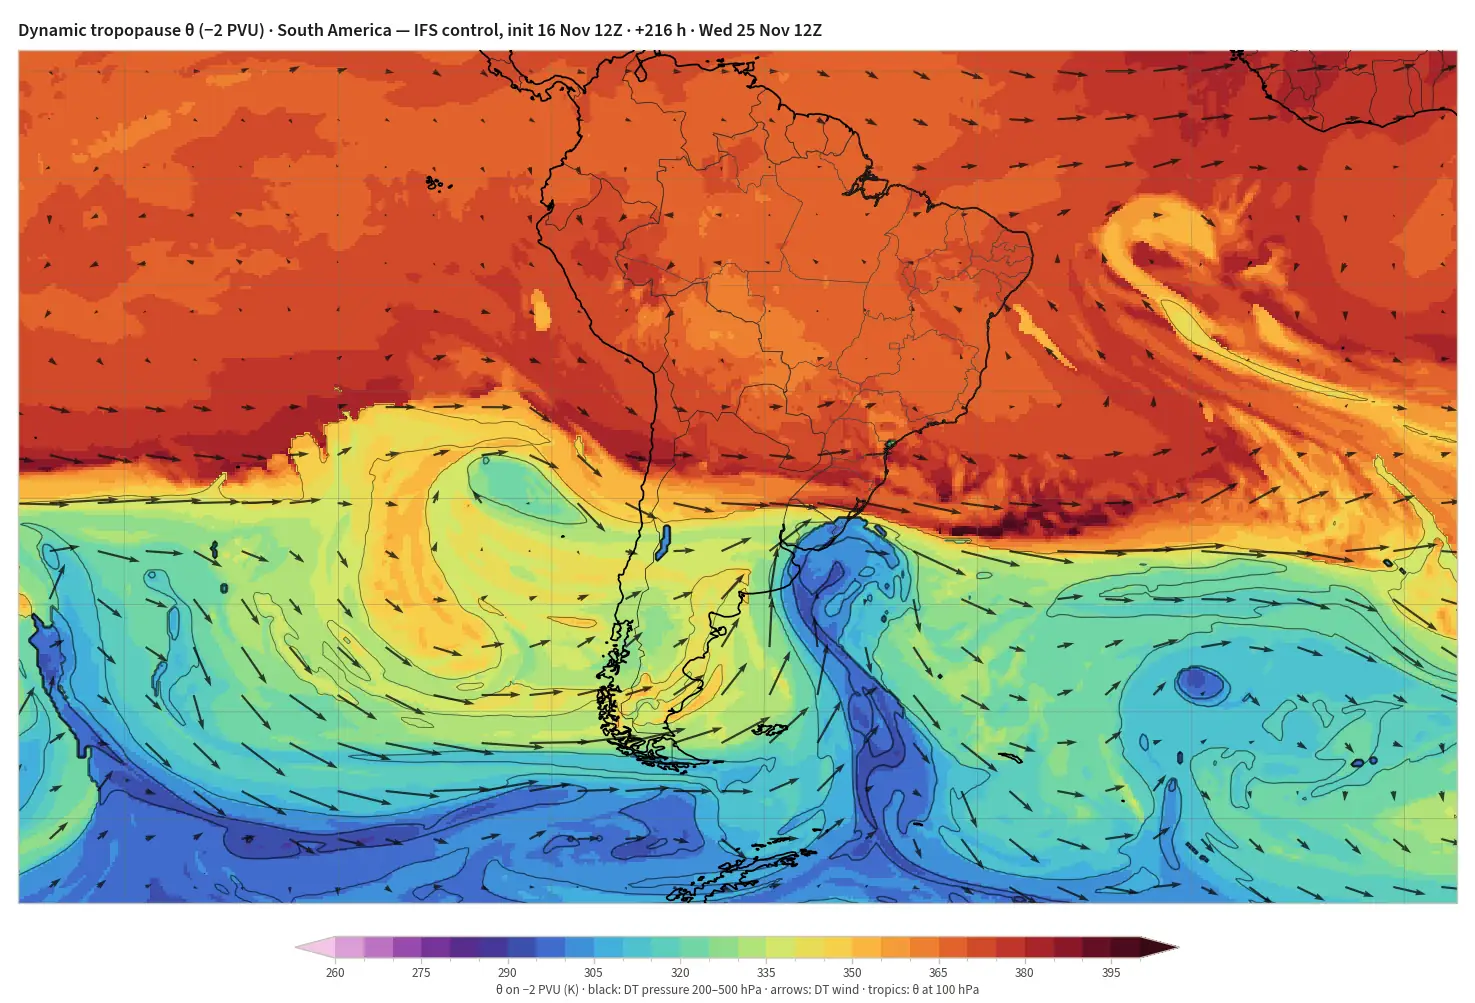 Dynamic tropopause θ (−2 PVU) · South America — IFS control, init 16 Nov 12Z · +216 h · Wed 25 Nov 12Z
260 275 290 305 320 335 350 365 380 395
θ on −2 PVU (K) · black: DT pressure 200–500 hPa · arrows: DT wind · tropics: θ at 100 hPa